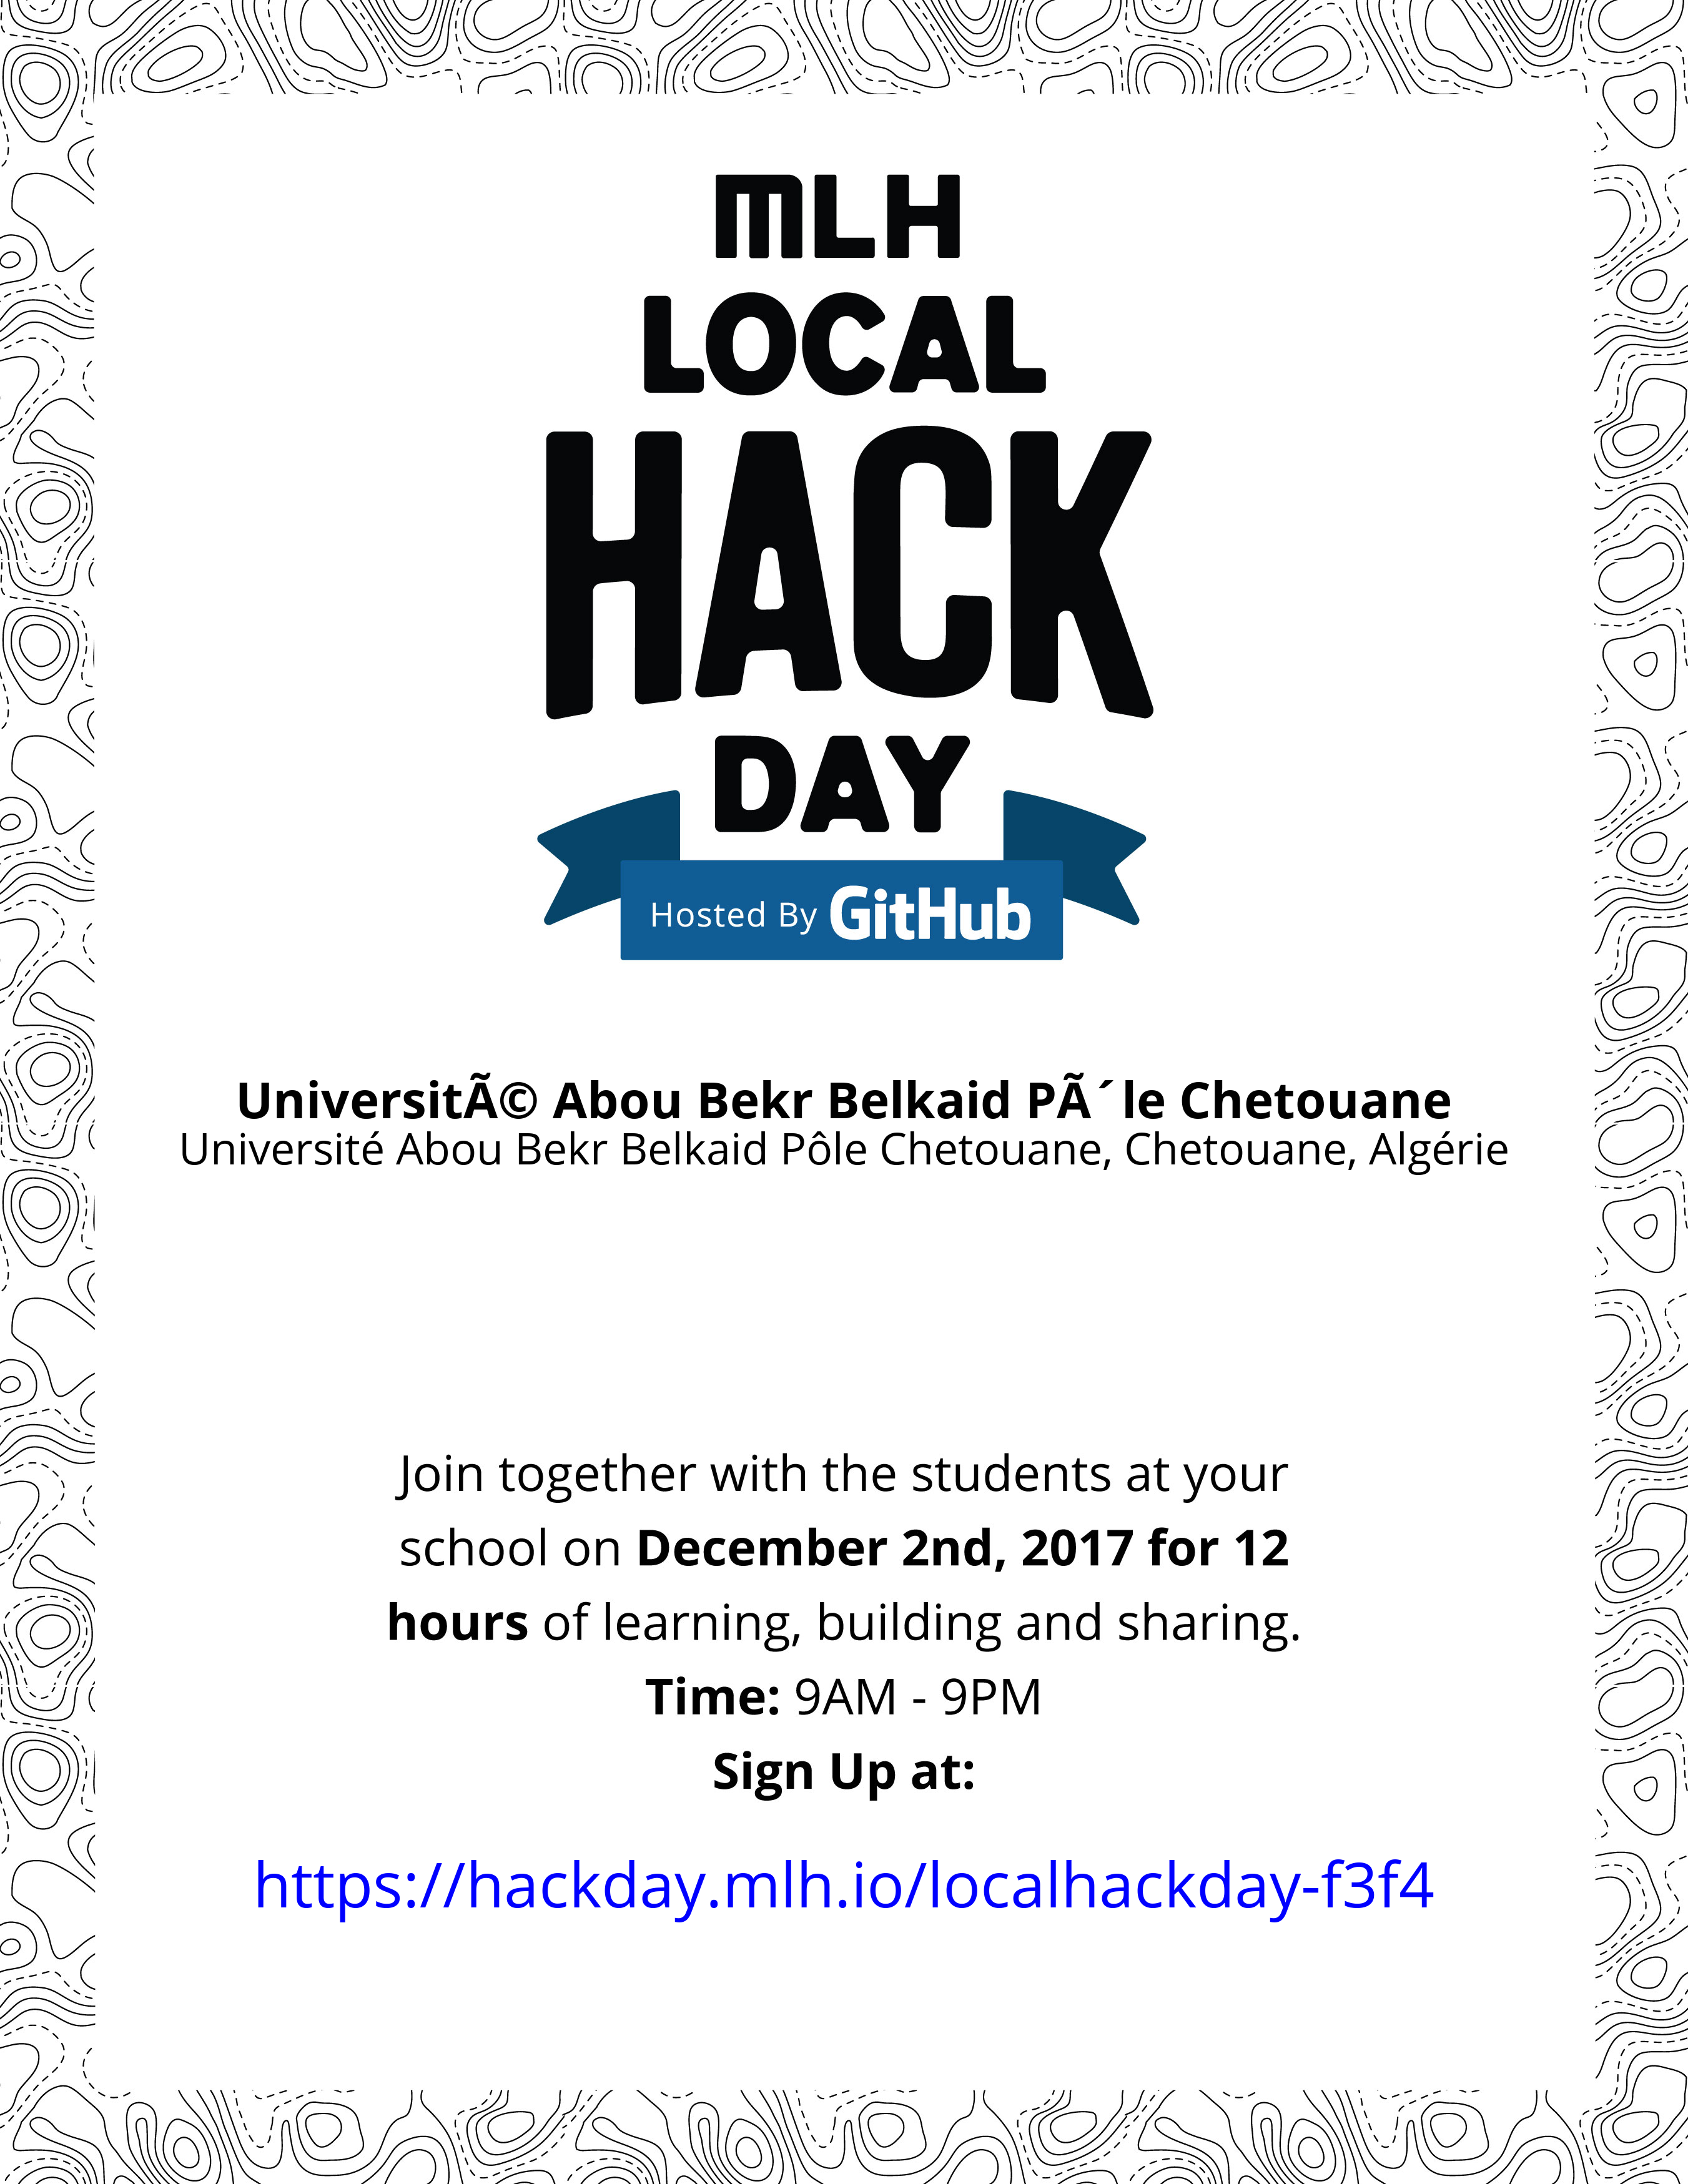 MLH
LOCAL
HACK
DAY
Hosted By GitHub
UniversitÃ© Abou Bekr Belkaid PÃ´le Chetouane
Université Abou Bekr Belkaid Pôle Chetouane, Chetouane, Algérie
Join together with the students at your
school on December 2nd, 2017 for 12
hours of learning, building and sharing.
Time: 9AM - 9PM
Sign Up at:
https://hackday.mlh.io/localhackday-f3f4